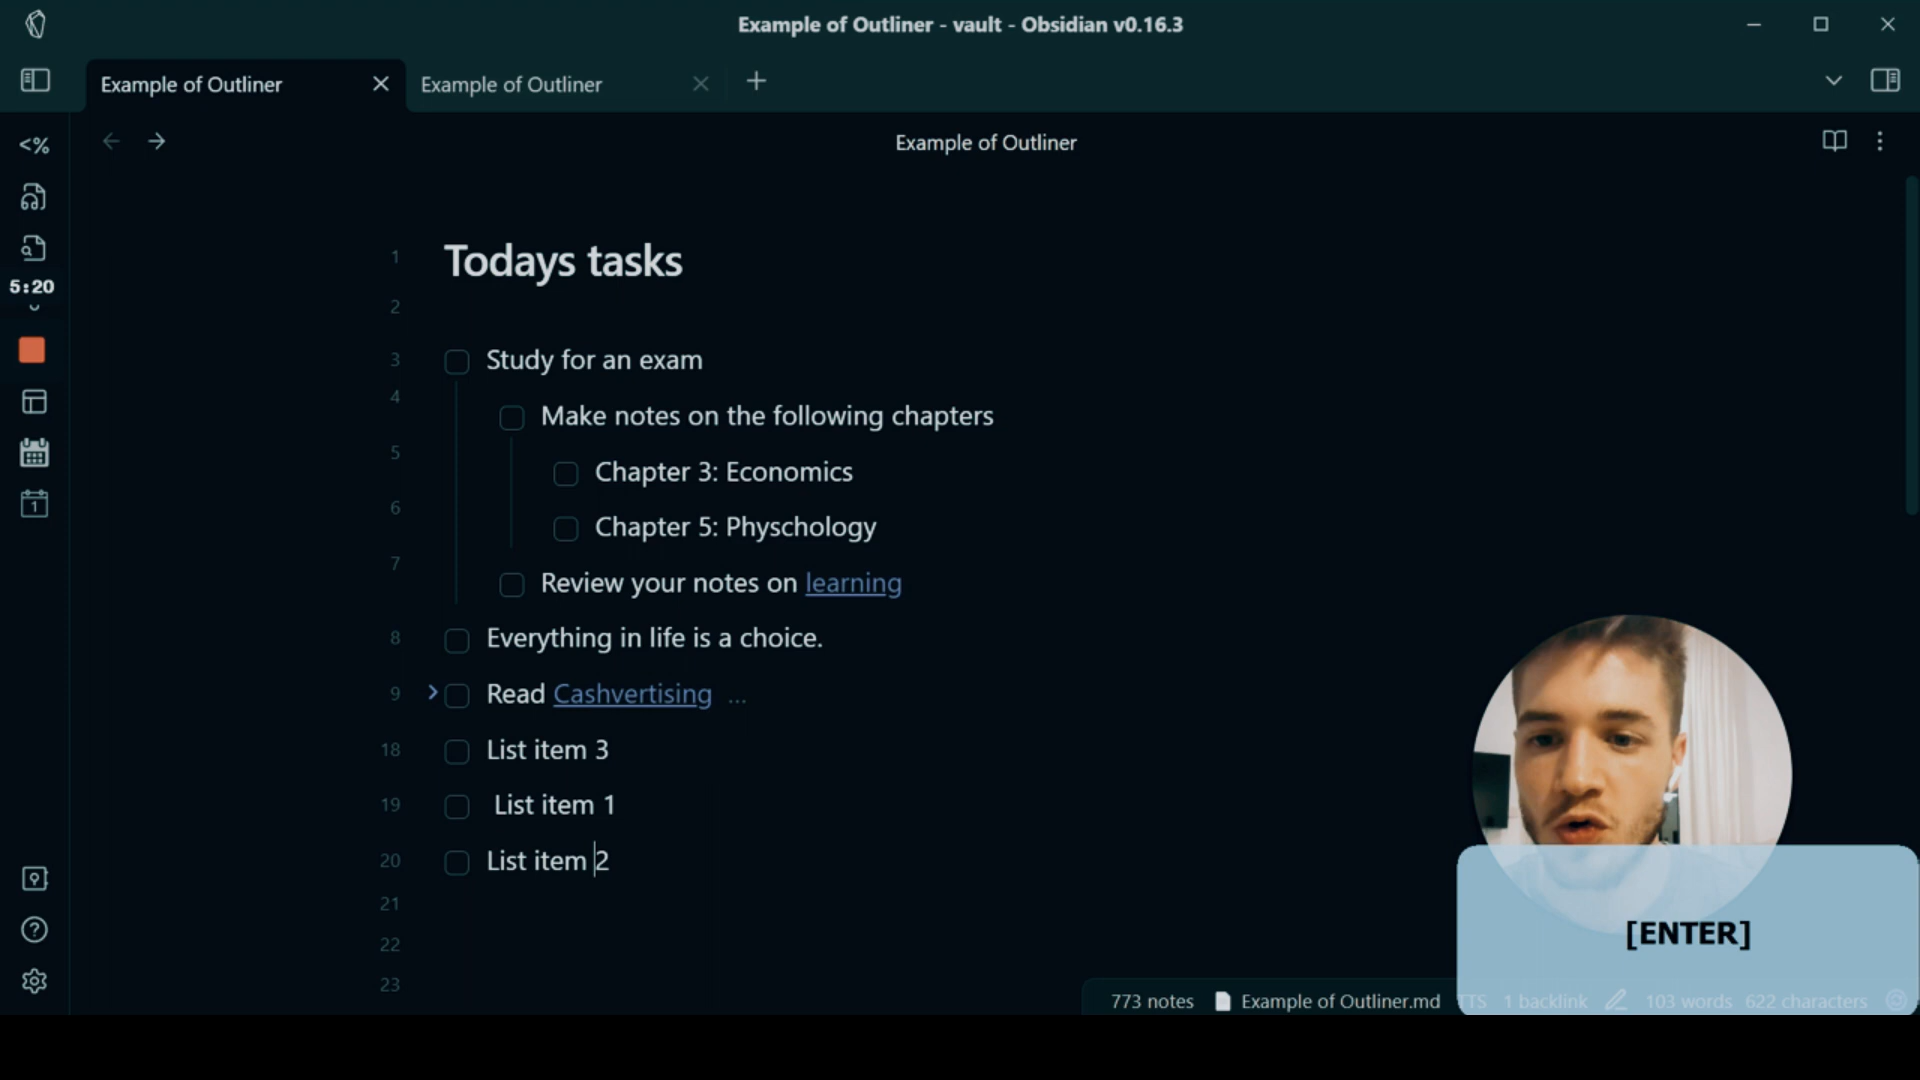 Example of Outliner - vault - Obsidian v0.16.3
Example of Outliner
Example of Outliner
<%
Example of Outliner
5:20
1 Todays tasks
2
3 Study for an exam
4 Make notes on the following chapters
5 Chapter 3: Economics
6 Chapter 5: Physchology
7 Review your notes on learning
8 Everything in life is a choice.
9 Read Cashvertising ...
18 List item 3
19 List item 1
20 List item 2
21
22
23
1
[ENTER]
773 notes Example of Outliner.md TTS 1 backlink 103 words 622 characters